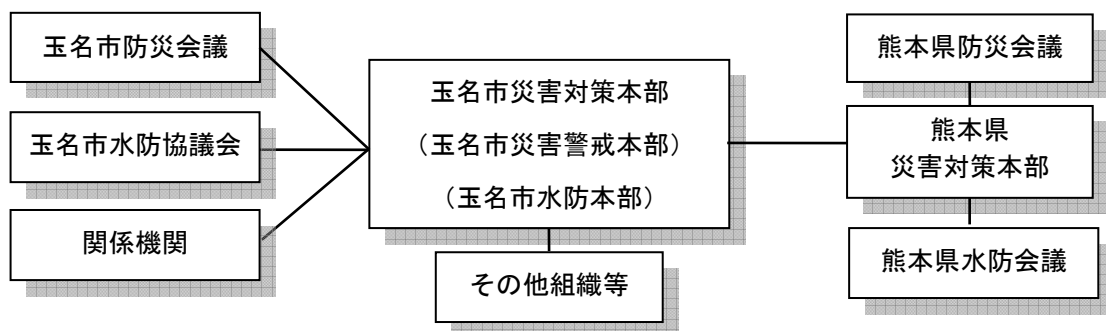 玉名市防災会議
玉名市水防協議会
関係機関
玉名市災害対策本部
（玉名市災害警戒本部）
（玉名市水防本部）
その他組織等
熊本県防災会議
熊本県
災害対策本部
熊本県水防会議